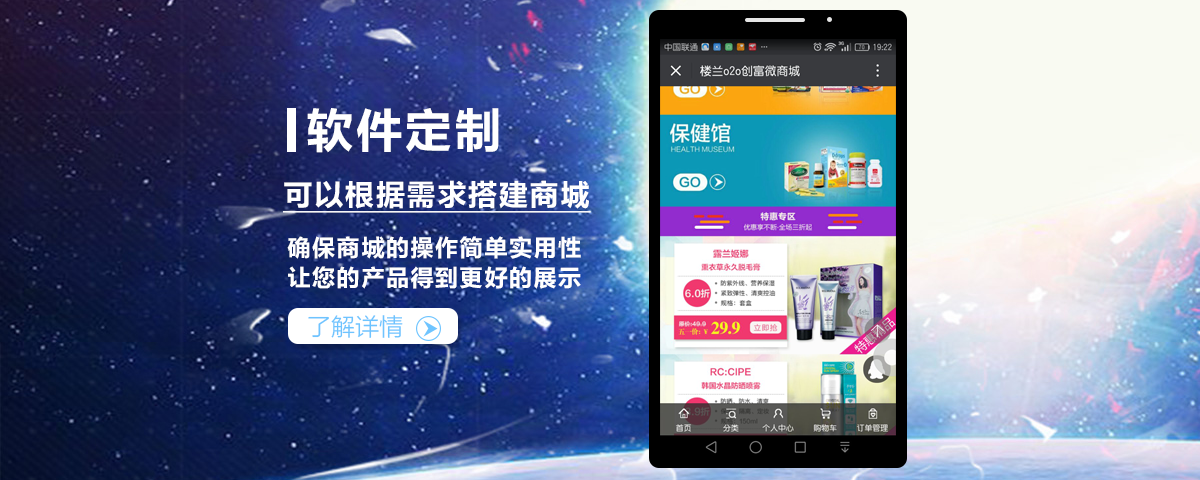 软件定制
可以根据需求搭建商城
确保商城的操作简单实用性
让您的产品得到更好的展示
了解详情
中国联通
19:22
楼兰o2o创富微商城
GO
保健馆
HEALTH MUSEUM
GO
特惠专区
优惠享不断·全场三折起
露兰姬娜
熏衣草永久脱毛膏
6.0折
• 防紫外线、营养保湿
• 紧致弹性、清爽控油
• 规格：套盒
原价:49.9
五一价:¥ 29.9
立即抢
RC:CIPE
韩国水晶防晒喷雾
• 防晒、防水、清爽
首页
分类
个人中心
购物车
订单管理